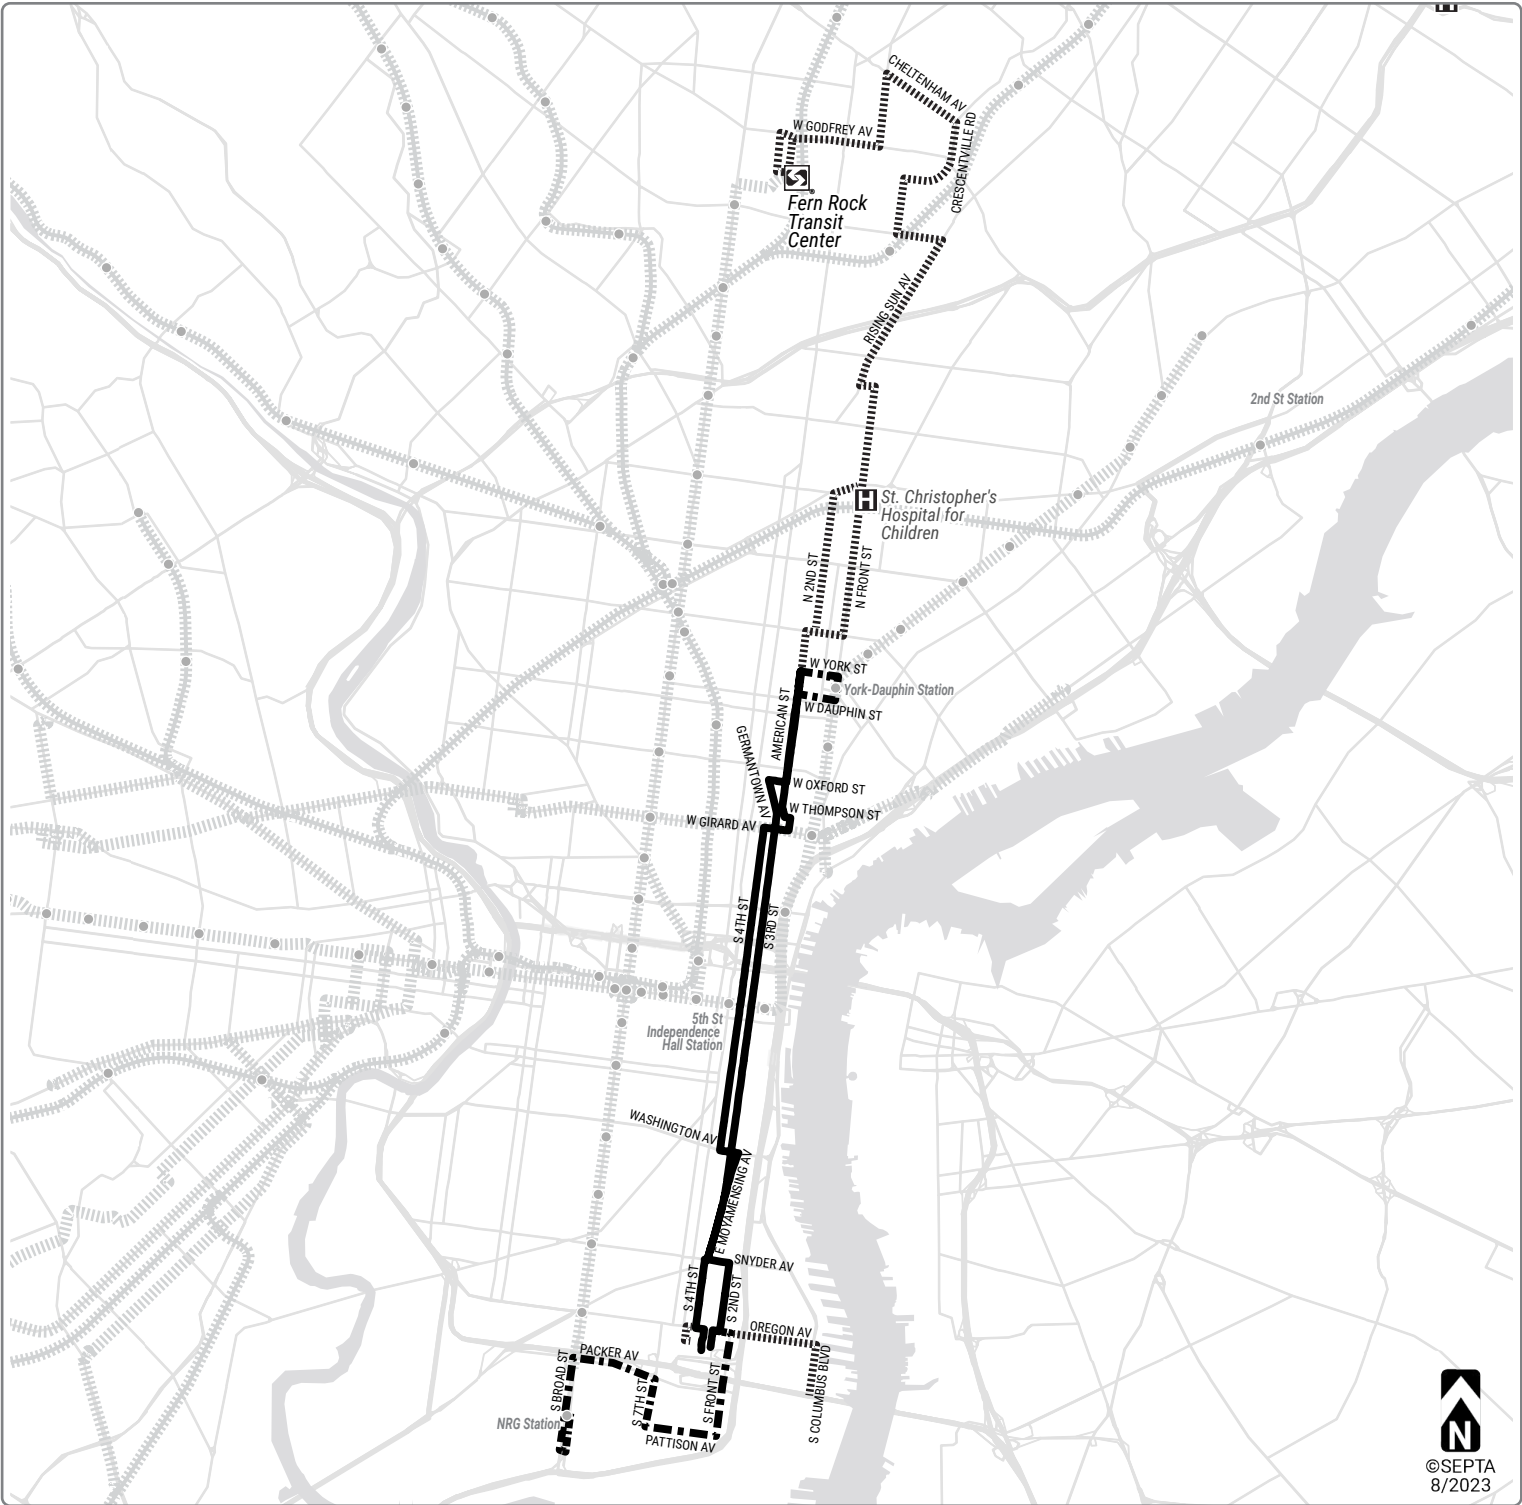 H
CHELTENHAM AV
W GODFREY AV
CRESCENTVILLE RD
Fern Rock
Transit
Center
RISING SUN AV
2nd St Station
H
St. Christopher's
Hospital for
Children
N 2ND ST
N FRONT ST
W YORK ST
York-Dauphin Station
W DAUPHIN ST
AMERICAN ST
GERMANTOWN AV
W OXFORD ST
W THOMPSON ST
W GIRARD AV
S 4TH ST
S 3RD ST
5th St
Independence
Hall Station
WASHINGTON AV
E MOYAMENSING AV
SNYDER AV
S 4TH ST
S 2ND ST
OREGON AV
PACKER AV
S BROAD ST
S 7TH ST
S FRONT ST
S COLUMBUS BLVD
NRG Station
PATTISON AV
N
©SEPTA
8/2023